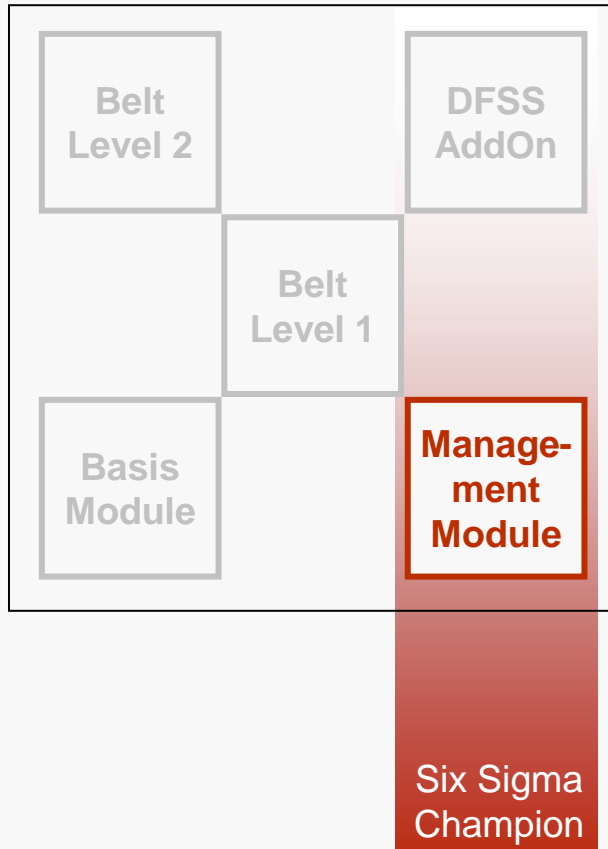 Belt
Level 2
DFSS
AddOn
Belt
Level 1
Basis
Module
Manage-
ment
Module
Six Sigma
Champion